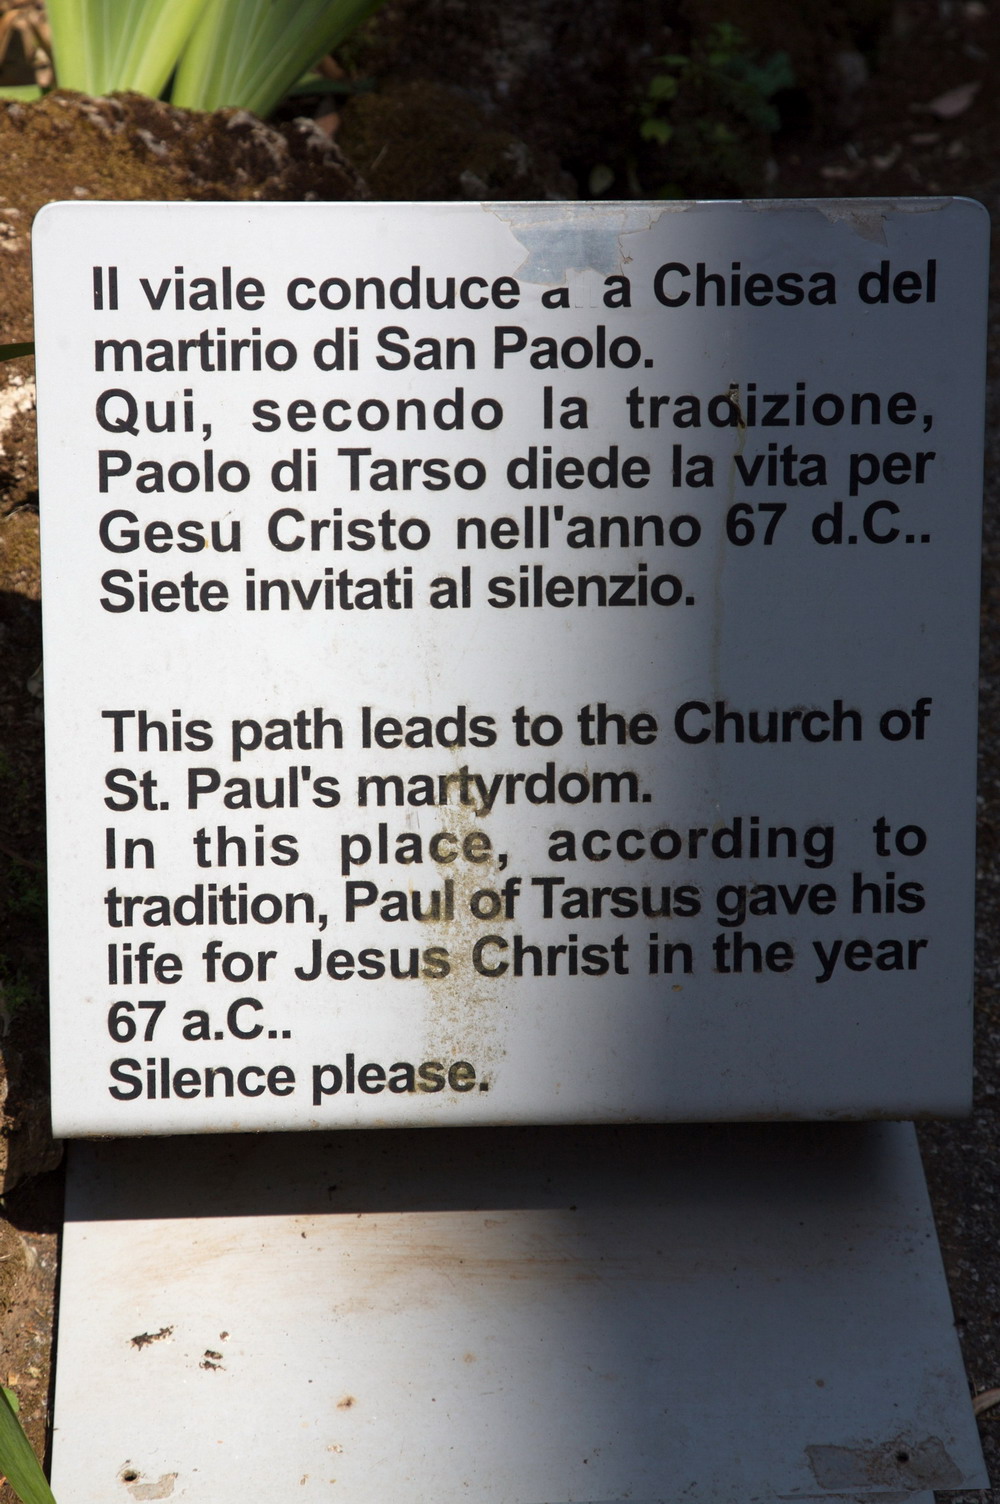 Il viale conduce a a Chiesa del
martirio di San Paolo.
Qui, secondo la tradizione,
Paolo di Tarso diede la vita per
Gesu Cristo nell'anno 67 d.C..
Siete invitati al silenzio.
This path leads to the Church of
St. Paul's martyrdom.
In this place, according to
tradition, Paul of Tarsus gave his
life for Jesus Christ in the year
67 a.C..
Silence please.